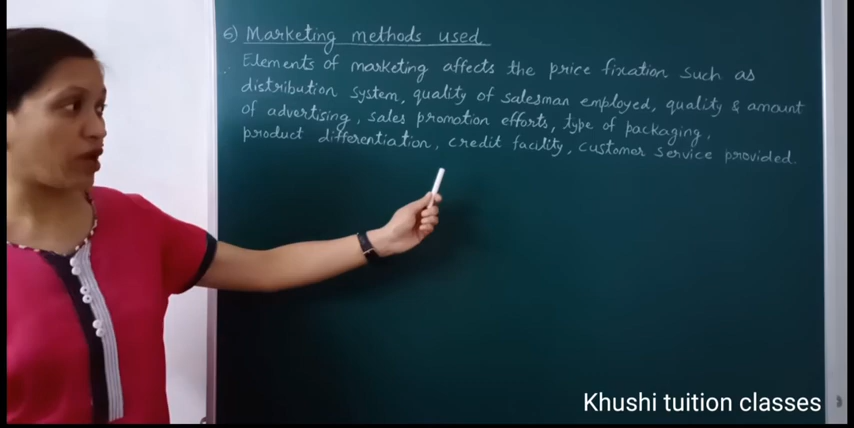 6) Marketing methods used
Elements of marketing affects the price fixation such as
distribution system, quality of salesman employed, quality & amount
of advertising, sales promotion efforts, type of packaging,
product differentiation, credit facility, customer service provided.
Khushi tuition classes